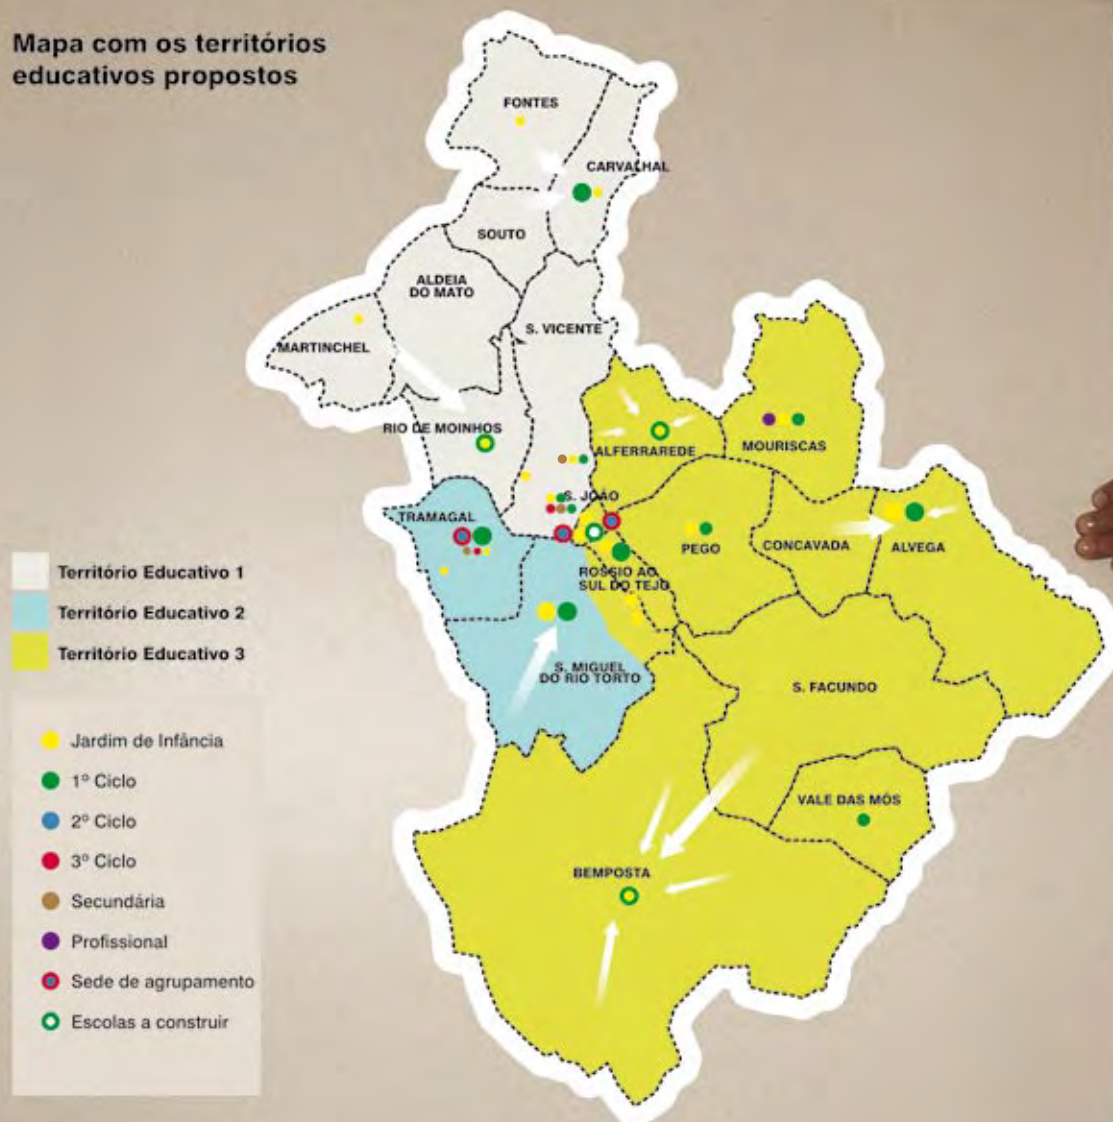 Mapa com os territórios
educativos propostos
FONTES
CARVALHAL
SOUTO
ALDEIA
DO MATO
S. VICENTE
MARTINCHEL
RIO DE MOINHOS
ALFERRAREDE
MOURISCAS
S. JOÃO
TRAMAGAL
PEGO
CONCAVADA
ALVEGA
ROSSIO AO
SUL DO TEJO
S. MIGUEL
DO RIO TORTO
S. FACUNDO
VALE DAS MÓS
BEMPOSTA
Território Educativo 1
Território Educativo 2
Território Educativo 3
Jardim de Infância
1º Ciclo
2º Ciclo
3º Ciclo
Secundária
Profissional
Sede de agrupamento
Escolas a construir